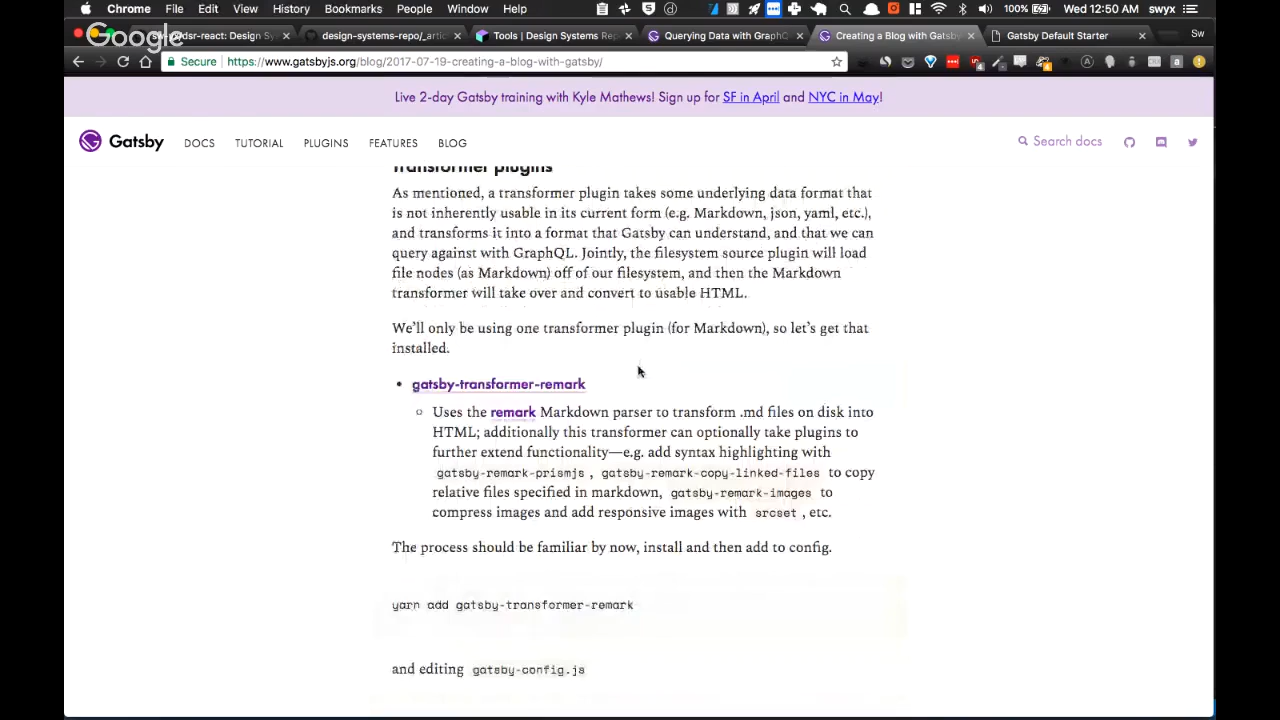 Chrome File Edit View History Bookmarks People Window Help 5 100% Wed 12:50 AM swyx
Google
dsr-react: Design Sy design-systems-repo/_artic Tools | Design Systems Repo Querying Data with GraphQ Creating a Blog with Gatsby Gatsby Default Starter Sw
Secure https://www.gatsbyjs.org/blog/2017-07-19-creating-a-blog-with-gatsby/
Live 2-day Gatsby training with Kyle Mathews! Sign up for SF in April and NYC in May!
Gatsby DOCS TUTORIAL PLUGINS FEATURES BLOG Search docs
Transformer plugins
As mentioned, a transformer plugin takes some underlying data format that
is not inherently usable in its current form (e.g. Markdown, json, yaml, etc.),
and transforms it into a format that Gatsby can understand, and that we can
query against with GraphQL. Jointly, the filesystem source plugin will load
file nodes (as Markdown) off of our filesystem, and then the Markdown
transformer will take over and convert to usable HTML.
We’ll only be using one transformer plugin (for Markdown), so let’s get that
installed.
• gatsby-transformer-remark
○ Uses the remark Markdown parser to transform .md files on disk into
HTML; additionally this transformer can optionally take plugins to
further extend functionality—e.g. add syntax highlighting with
gatsby-remark-prismjs , gatsby-remark-copy-linked-files to copy
relative files specified in markdown, gatsby-remark-images to
compress images and add responsive images with srcset , etc.
The process should be familiar by now, install and then add to config.
yarn add gatsby-transformer-remark
and editing gatsby-config.js